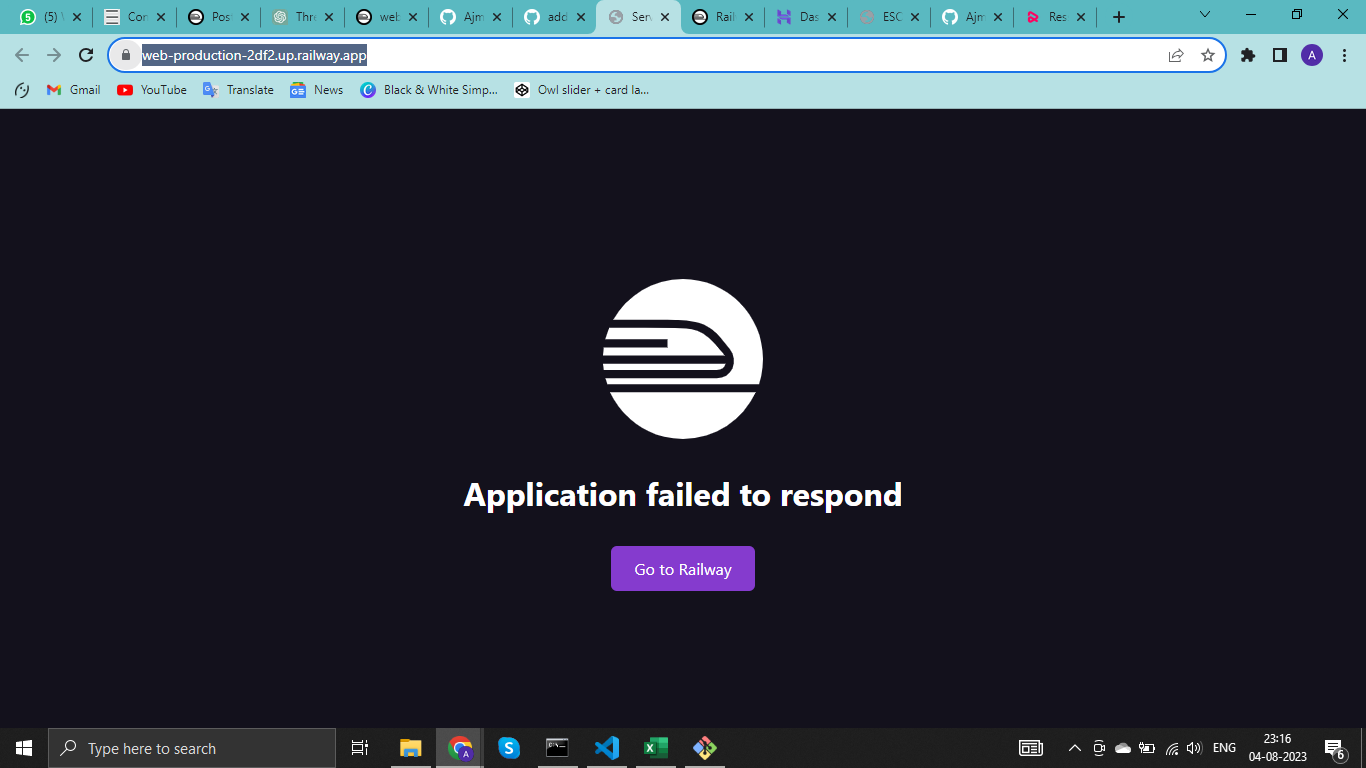 (5)
Con
Pos
Thre
web
Ajm
add
Serv
Rail
Das
ESC
Ajm
Res
web-production-2df2.up.railway.app
A
Gmail
YouTube
Translate
News
Black & White Simp...
Owl slider + card la...
Application failed to respond
Go to Railway
Type here to search
ENG
23:16
04-08-2023
6